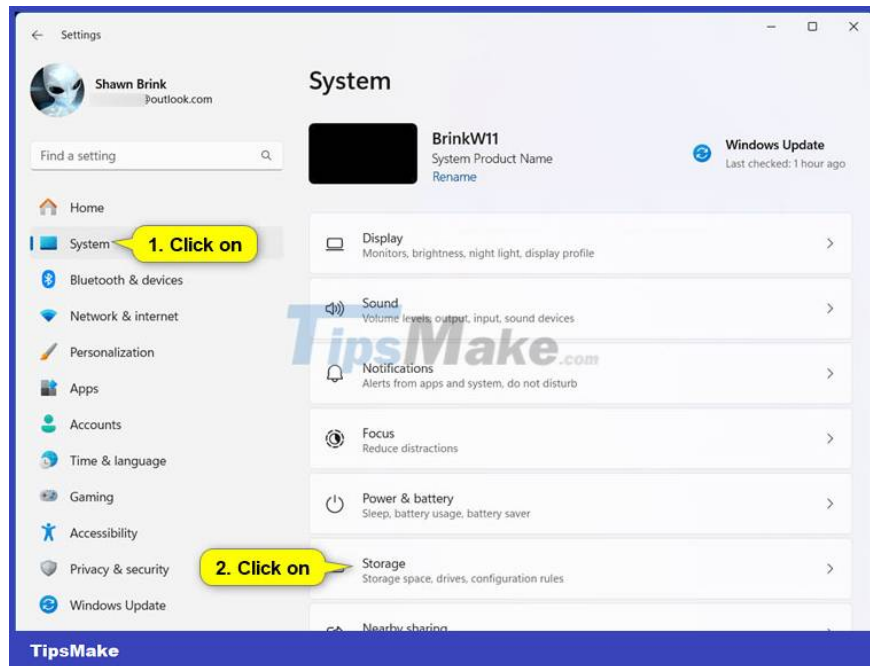 Settings
Shawn Brink
@outlook.com
Find a setting
Home
System
1. Click on
Bluetooth & devices
Network & internet
Personalization
Apps
Accounts
Time & language
Gaming
Accessibility
Privacy & security
Windows Update
System
BrinkW11
System Product Name
Rename
Windows Update
Last checked: 1 hour ago
Display
Monitors, brightness, night light, display profile
Sound
Volume levels, output, input, sound devices
TipsMake.com
Notifications
Alerts from apps and system, do not disturb
Focus
Reduce distractions
Power & battery
Sleep, battery usage, battery saver
2. Click on
Storage
Storage space, drives, configuration rules
Nearby sharing
TipsMake